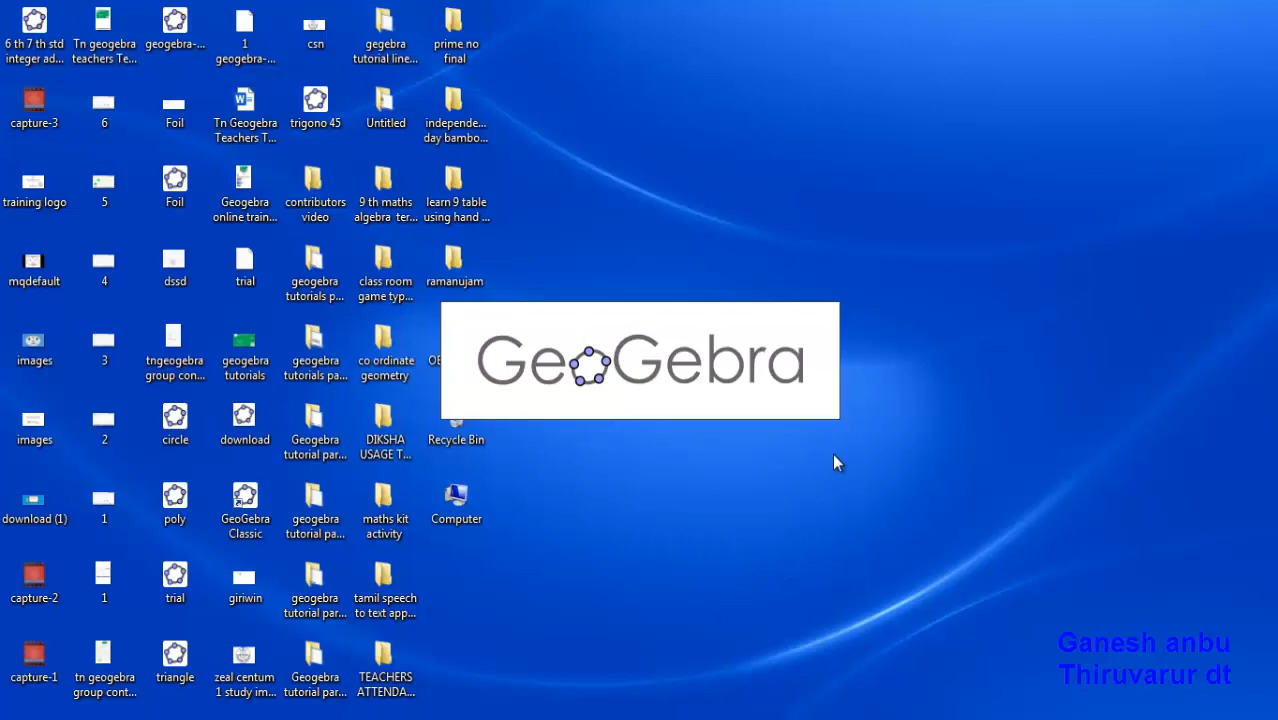 6 th 7 th std
integer ad...
Tn geogebra
teachers Te...
geogebra-...
1
geogebra-...
csn
gegebra
tutorial line...
prime no
final
capture-3
6
Foil
Tn Geogebra
Teachers T...
trigono 45
Untitled
independe...
day bambo...
training logo
5
Foil
Geogebra
online train...
contributors
video
9 th maths
algebra ter...
learn 9 table
using hand ...
mqdefault
4
dssd
trial
geogebra
tutorials p...
class room
game typ...
ramanujam
images
3
tngeogebra
group con...
geogebra
tutorials
geogebra
tutorials pa...
co ordinate
geometry
GeoGebra
images
2
circle
download
Geogebra
tutorial par...
DIKSHA
USAGE T...
Recycle Bin
download (1)
1
poly
GeoGebra
Classic
geogebra
tutorial pa...
maths kit
activity
Computer
capture-2
1
trial
giriwin
geogebra
tutorial par...
tamil speech
to text app...
capture-1
tn geogebra
group cont...
triangle
zeal centum
1 study im...
Geogebra
tutorial par...
TEACHERS
ATTENDA...
Ganesh anbu
Thiruvarur dt